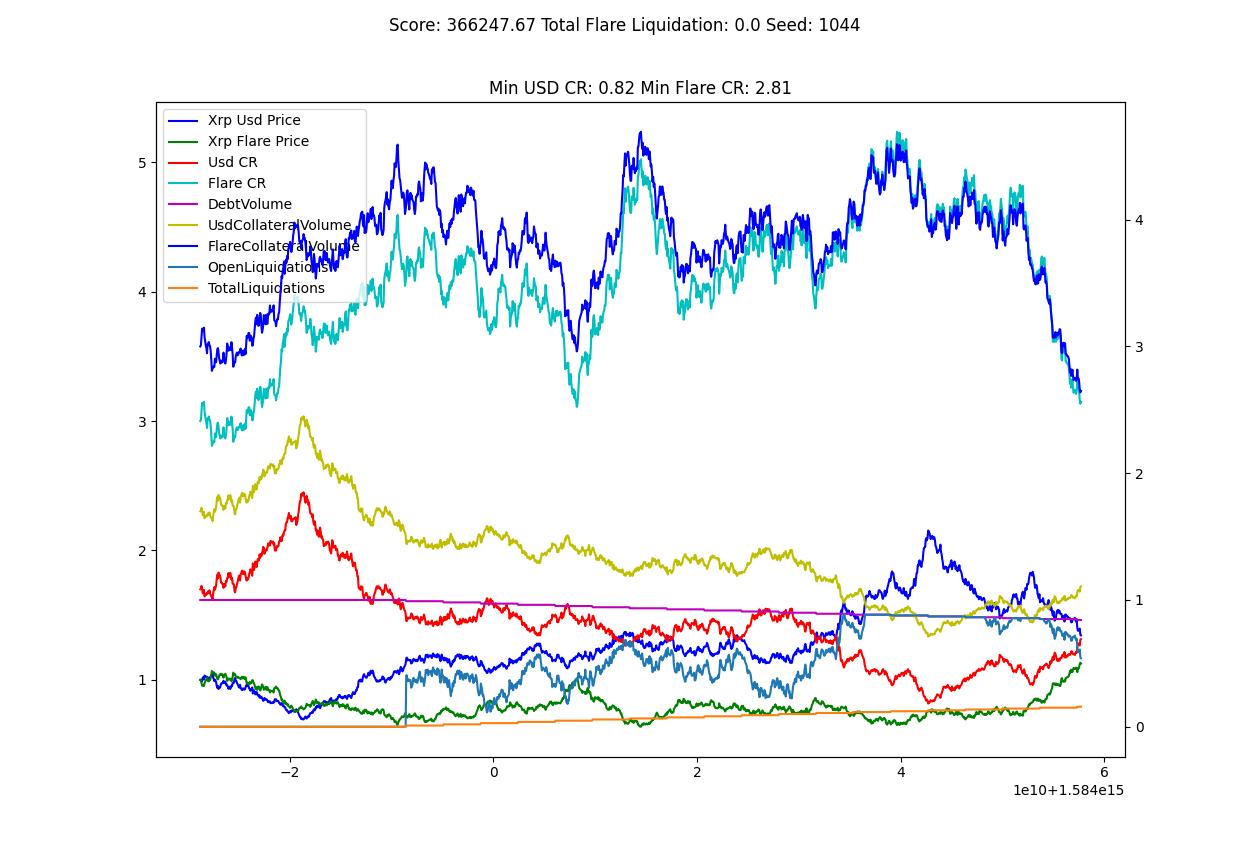 Score: 366247.67 Total Flare Liquidation: 0.0 Seed: 1044
Min USD CR: 0.82 Min Flare CR: 2.81
Xrp Usd Price
Xrp Flare Price
Usd CR
Flare CR
DebtVolume
UsdCollateralVolume
FlareCollateralVolume
OpenLiquidations
TotalLiquidations
5
4
3
2
1
4
3
2
1
0
−2
0
2
4
6
1e10+1.584e15